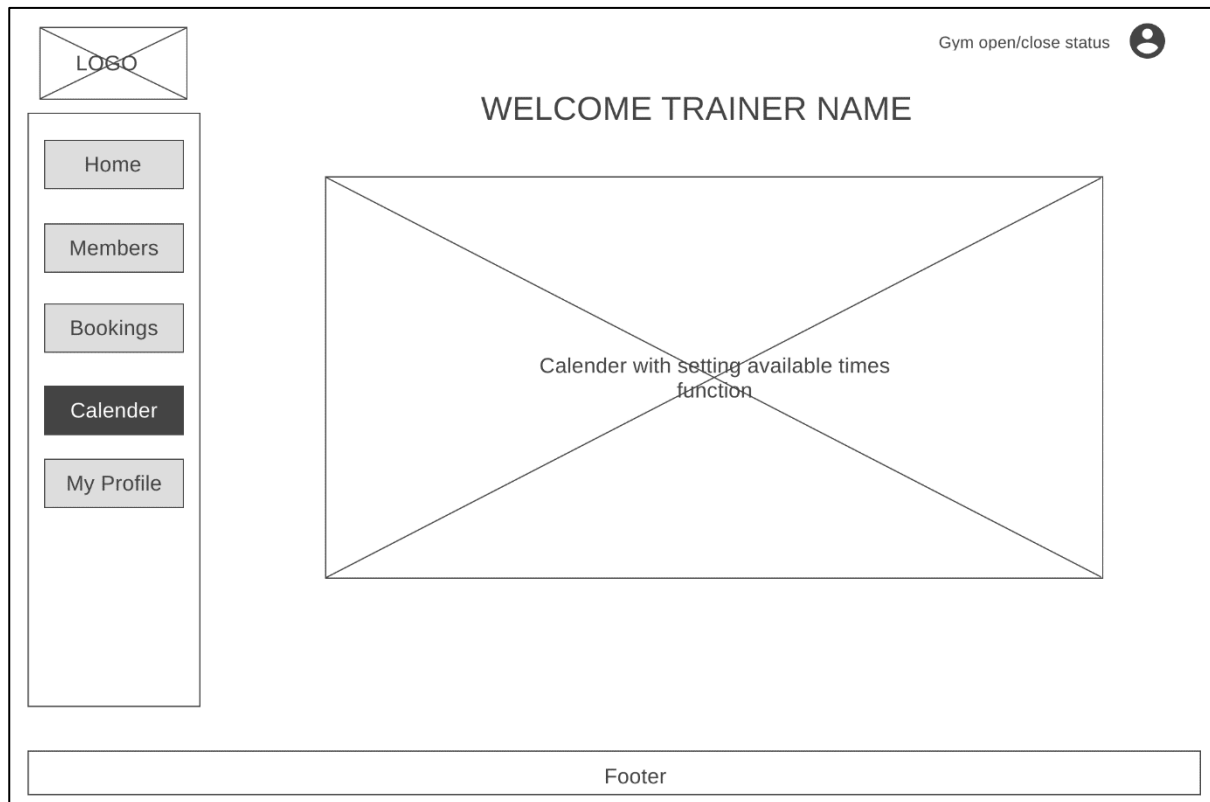 LOGO
Gym open/close status
WELCOME TRAINER NAME
Home
Members
Bookings
Calender
My Profile
Calender with setting available times
function
Footer